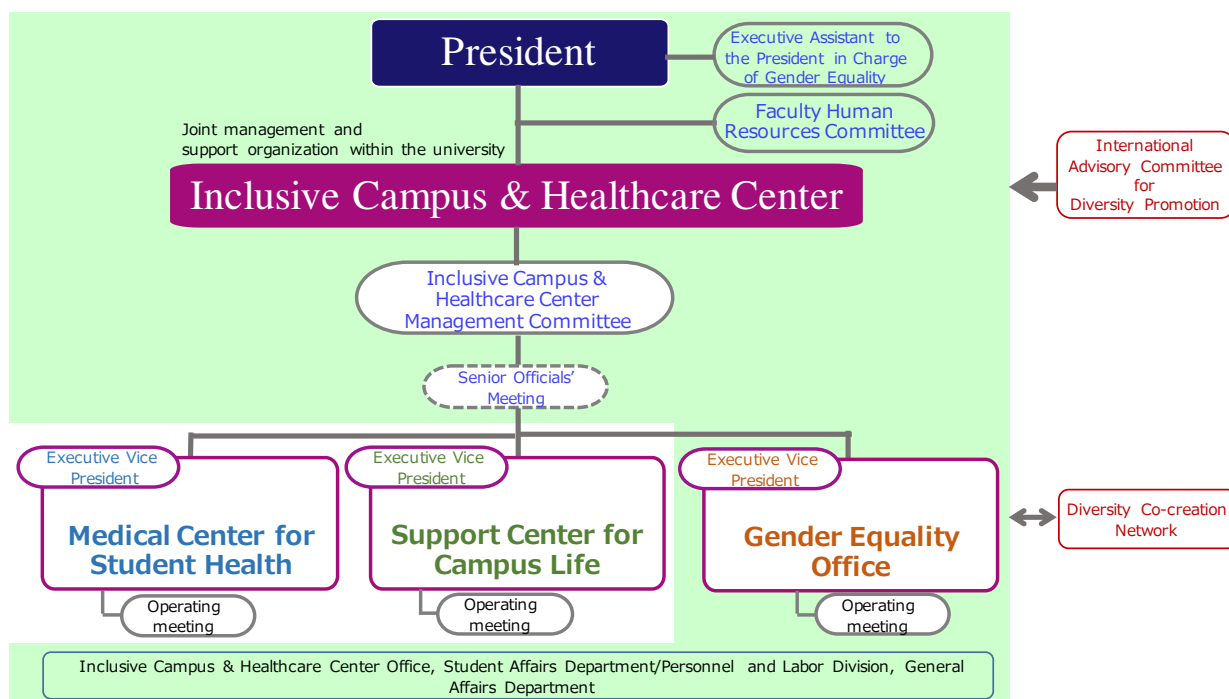 President
Executive Assistant to
the President in Charge
of Gender Equality
Faculty Human
Resources Committee
Joint management and
support organization within the university
Inclusive Campus & Healthcare Center
International
Advisory Committee
for
Diversity Promotion
Inclusive Campus &
Healthcare Center
Management Committee
Senior Officials’
Meeting
Executive Vice
President
Medical Center for
Student Health
Operating
meeting
Executive Vice
President
Support Center for
Campus Life
Operating
meeting
Executive Vice
President
Gender Equality
Office
Operating
meeting
Diversity Co-creation
Network
Inclusive Campus & Healthcare Center Office, Student Affairs Department/Personnel and Labor Division, General
Affairs Department